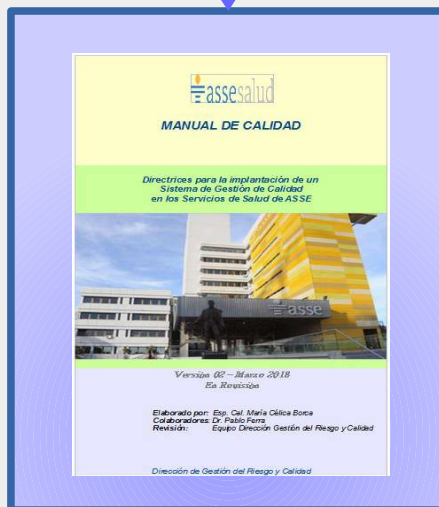 assesalud
MANUAL DE CALIDAD
Directrices para la implantación de un
Sistema de Gestión de Calidad
en los Servicios de Salud de ASSE
asse
Versión 02 – Marzo 2018
En Revisión
Elaborado por: Esp. Cal. María Célica Borca
Colaboradores: Dr. Pablo Ferra
Revisión: Equipo Dirección Gestión del Riesgo y Calidad
Dirección de Gestión del Riesgo y Calidad